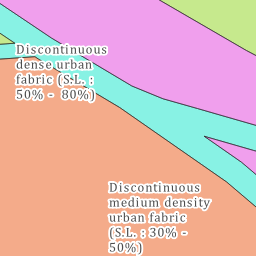 Discontinuous
dense urban
fabric (S.L. :
50% - 80%)
Discontinuous
medium density
urban fabric
(S.L. : 30% -
50%)